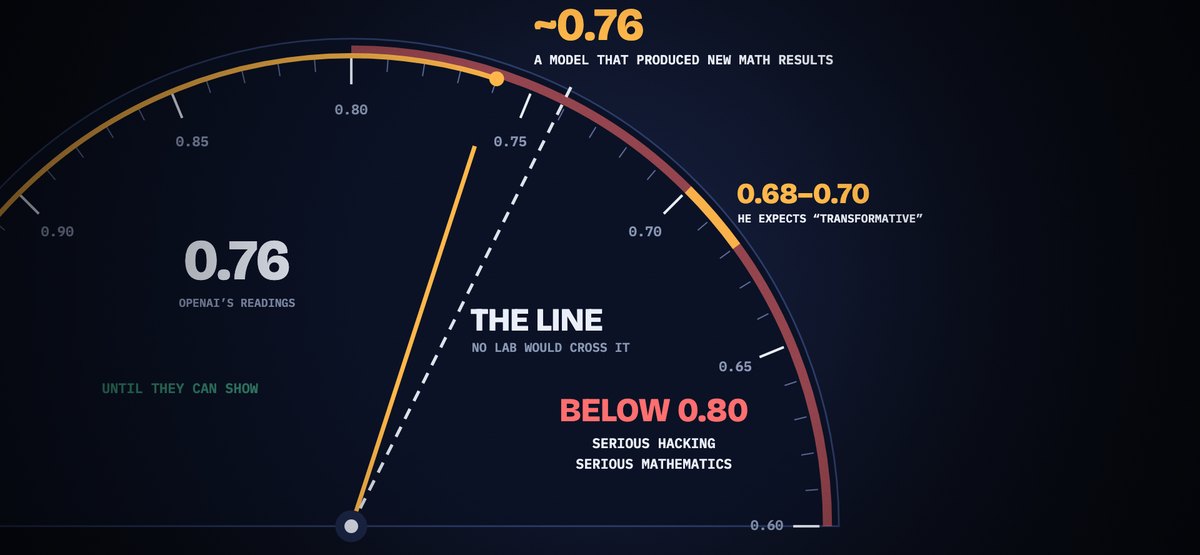 ~0.76
A MODEL THAT PRODUCED NEW MATH RESULTS
0.80
0.85
0.75
0.68–0.70
HE EXPECTS “TRANSFORMATIVE”
0.90
0.70
0.76
OPENAI’S READINGS
THE LINE
NO LAB WOULD CROSS IT
0.65
UNTIL THEY CAN SHOW
BELOW 0.80
SERIOUS HACKING
SERIOUS MATHEMATICS
0.60